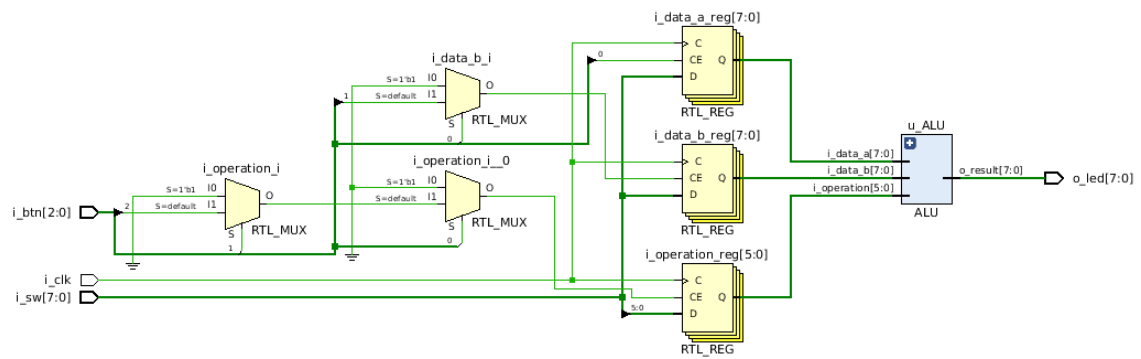 i_data_a_reg[7:0]
0
C
CE
Q
D
RTL_REG
i_data_b_i
S=1'b1
I0
S=default
I1
O
1
S
RTL_MUX
0
i_data_b_reg[7:0]
C
CE
Q
D
RTL_REG
u_ALU
i_data_a[7:0]
i_data_b[7:0]
i_operation[5:0]
o_result[7:0]
ALU
o_led[7:0]
i_operation_i
S=1'b1
I0
S=default
I1
O
2
S
RTL_MUX
1
i_operation_i__0
S=1'b1
I0
S=default
I1
O
S
RTL_MUX
0
i_btn[2:0]
i_clk
i_sw[7:0]
i_operation_reg[5:0]
C
CE
Q
5:0
D
RTL_REG